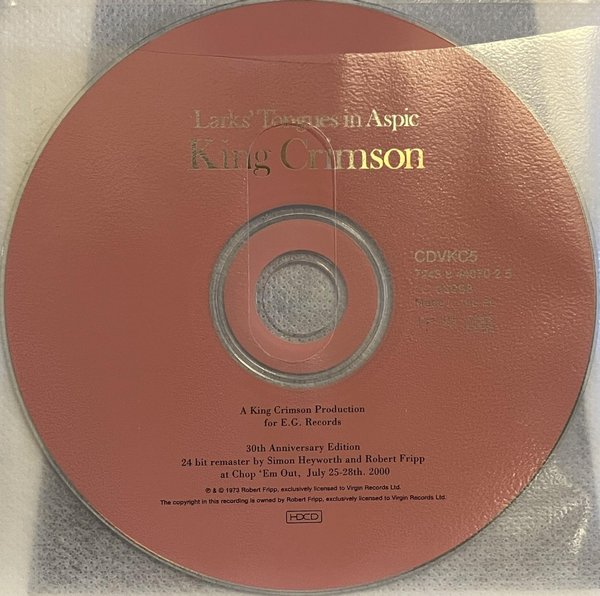 Larks' Tongues in Aspic
King Crimson
CDVKC5
A King Crimson Production
for E.G. Records
30th Anniversary Edition
24 bit remaster by Simon Heyworth and Robert Fripp
at Chop 'Em Out, July 25-28th. 2000
℗ & © 1973 Robert Fripp, exclusively licensed to Virgin Records Ltd.
The copyright in this recording is owned by Robert Fripp, exclusively licensed to Virgin Records Ltd.
HDCD